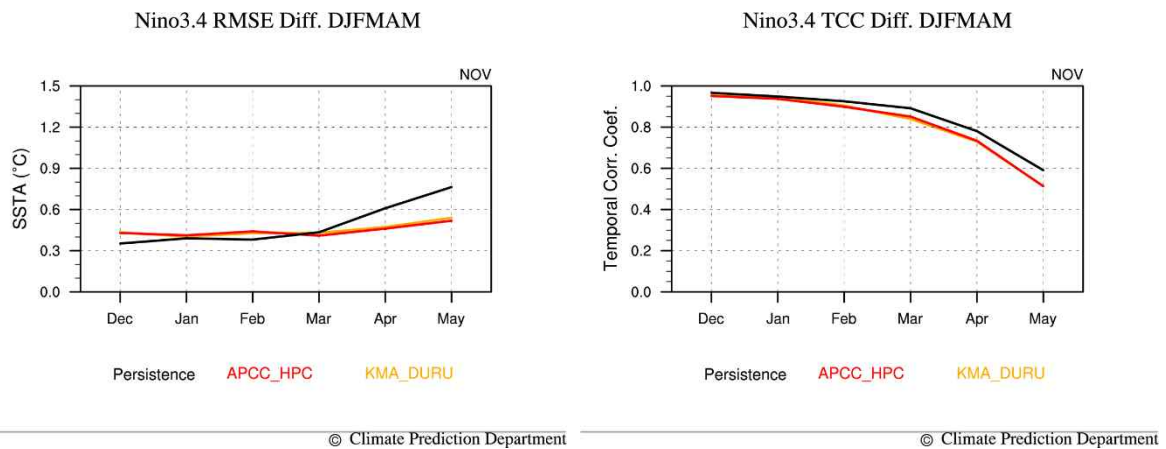 Nino3.4 RMSE Diff. DJFMAM
NOV
SSTA (°C)
1.5
1.2
0.9
0.6
0.3
0.0
Dec Jan Feb Mar Apr May
Persistence APCC_HPC KMA_DURU
© Climate Prediction Department
Nino3.4 TCC Diff. DJFMAM
NOV
Temporal Corr. Coef.
1.0
0.8
0.6
0.4
0.2
0.0
Dec Jan Feb Mar Apr May
Persistence APCC_HPC KMA_DURU
© Climate Prediction Department